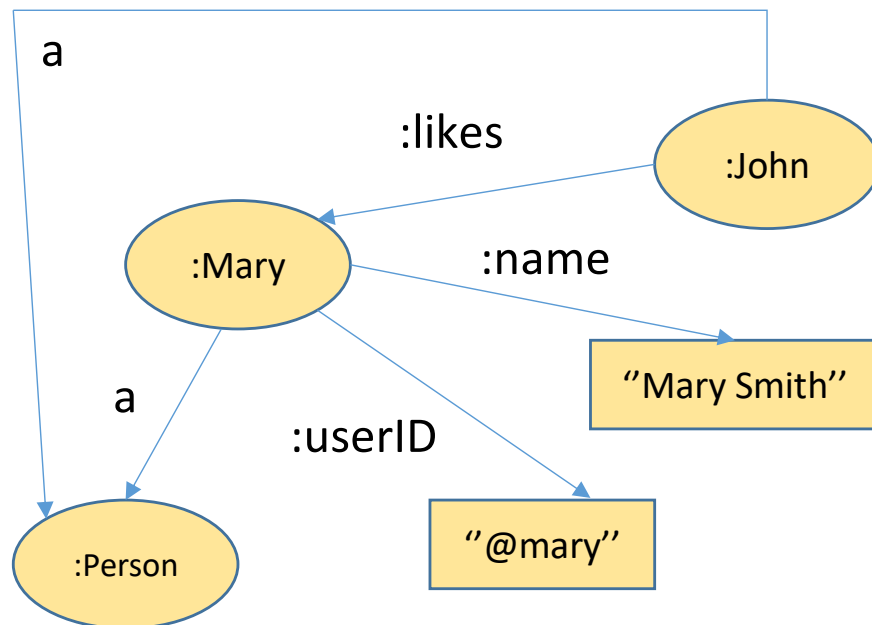 a
:likes
:John
:Mary
:name
‘’Mary Smith’’
a
:userID
‘’@mary’’
:Person